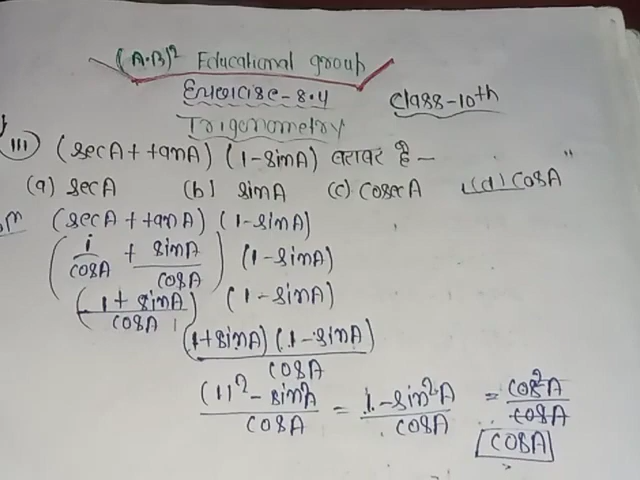 (A.B)² Educational group
Exercise-8.4 Class-10th
Trigonometry
(iii) (secA + tanA) (1-sinA) बराबर है -
(a) secA (b) sinA (c) cosecA (d) cosA
(secA + tanA) (1-sinA)
(1/cosA + sinA/cosA) (1-sinA)
(1+sinA/cosA) (1-sinA)
(1+sinA)(1-sinA)/cosA
(1)²-sin²A/cosA = 1-sin²A/cosA = cos²A/cosA
cosA